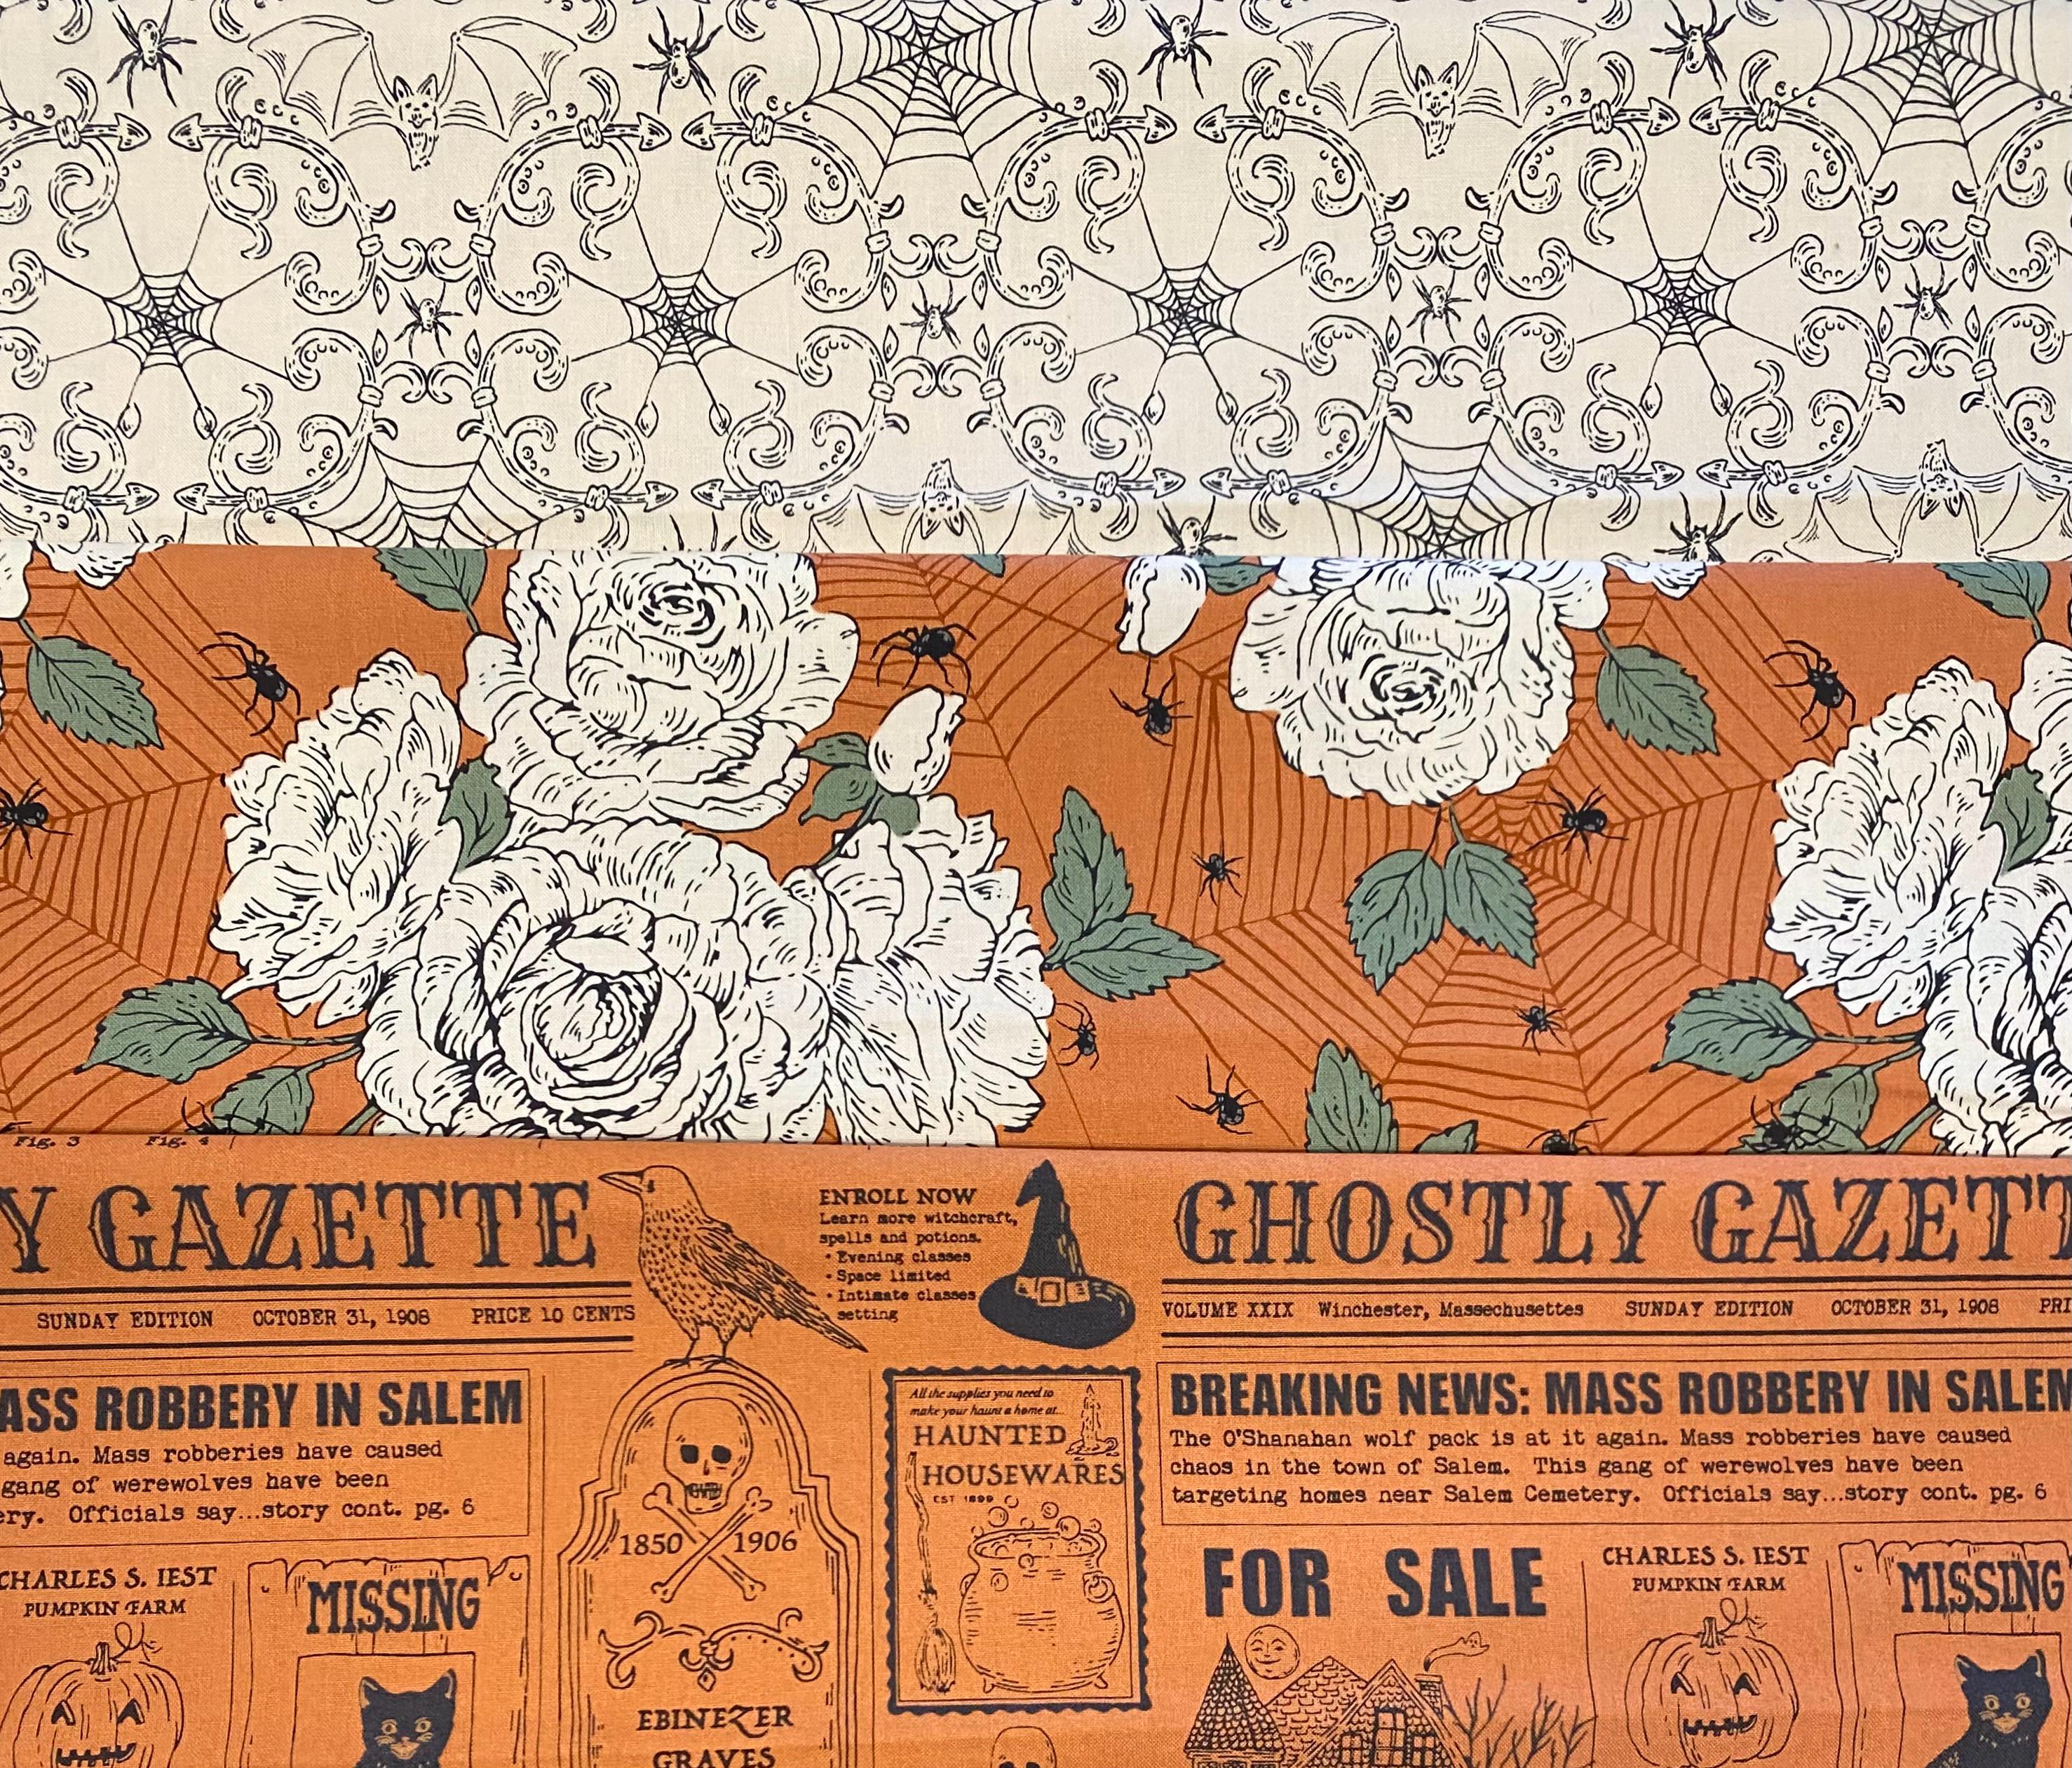 Fig. 3 Fig. 4
Y GAZETTE
SUNDAY EDITION OCTOBER 31, 1908 PRICE 10 CENTS
ASS ROBBERY IN SALEM
again. Mass robberies have caused
gang of werewolves have been
ery. Officials say...story cont. pg. 6
CHARLES S. IEST
PUMPKIN FARM
MISSING
1850 1906
EBINEZER
GRAVES
ENROLL NOW
Learn more witchcraft,
spells and potions.
• Evening classes
• Space limited
• Intimate classes
setting
All the supplies you need to
make your haunt a home at...
HAUNTED
HOUSEWARES
EST 1899
GHOSTLY GAZETT
VOLUME XXIX Winchester, Massechusettes SUNDAY EDITION OCTOBER 31, 1908 PRI
BREAKING NEWS: MASS ROBBERY IN SALEM
The O'Shanahan wolf pack is at it again. Mass robberies have caused
chaos in the town of Salem. This gang of werewolves have been
targeting homes near Salem Cemetery. Officials say...story cont. pg. 6
FOR SALE
CHARLES S. IEST
PUMPKIN FARM
MISSING